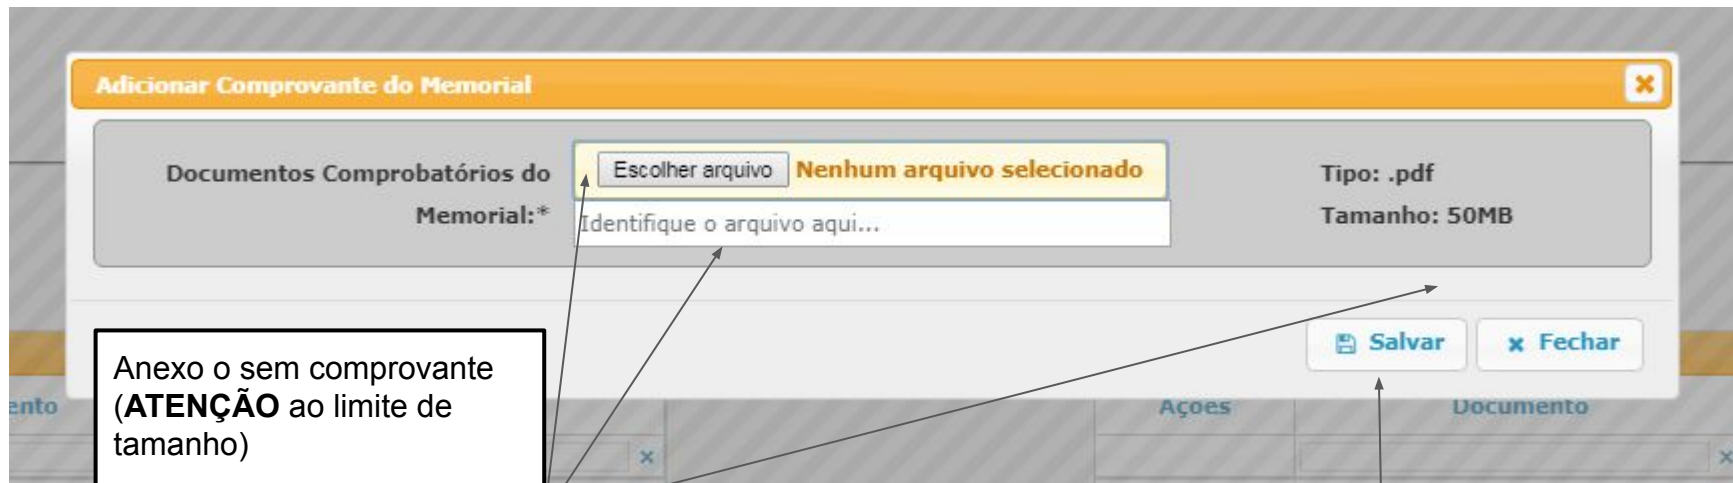 Adicionar Comprovante do Memorial
Documentos Comprobatórios do
Memorial:*
Escolher arquivo Nenhum arquivo selecionado
Identifique o arquivo aqui...
Tipo: .pdf
Tamanho: 50MB
Salvar
Fechar
Anexo o sem comprovante
(ATENÇÃO ao limite de
tamanho)
ento
Ações
Documento